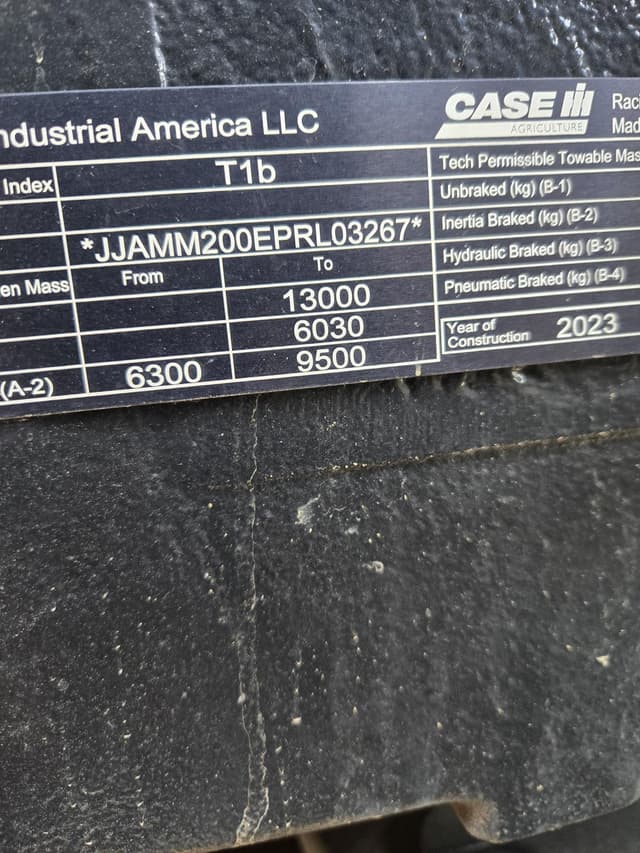 ndustrial America LLC
CASE IH
AGRICULTURE
Raci
Mad
Index
T1b
*JJAMM200EPRL03267*
en Mass
From
To
13000
6030
(A-2)
6300
9500
Tech Permissible Towable Mas
Unbraked (kg) (B-1)
Inertia Braked (kg) (B-2)
Hydraulic Braked (kg) (B-3)
Pneumatic Braked (kg) (B-4)
Year of
Construction
2023